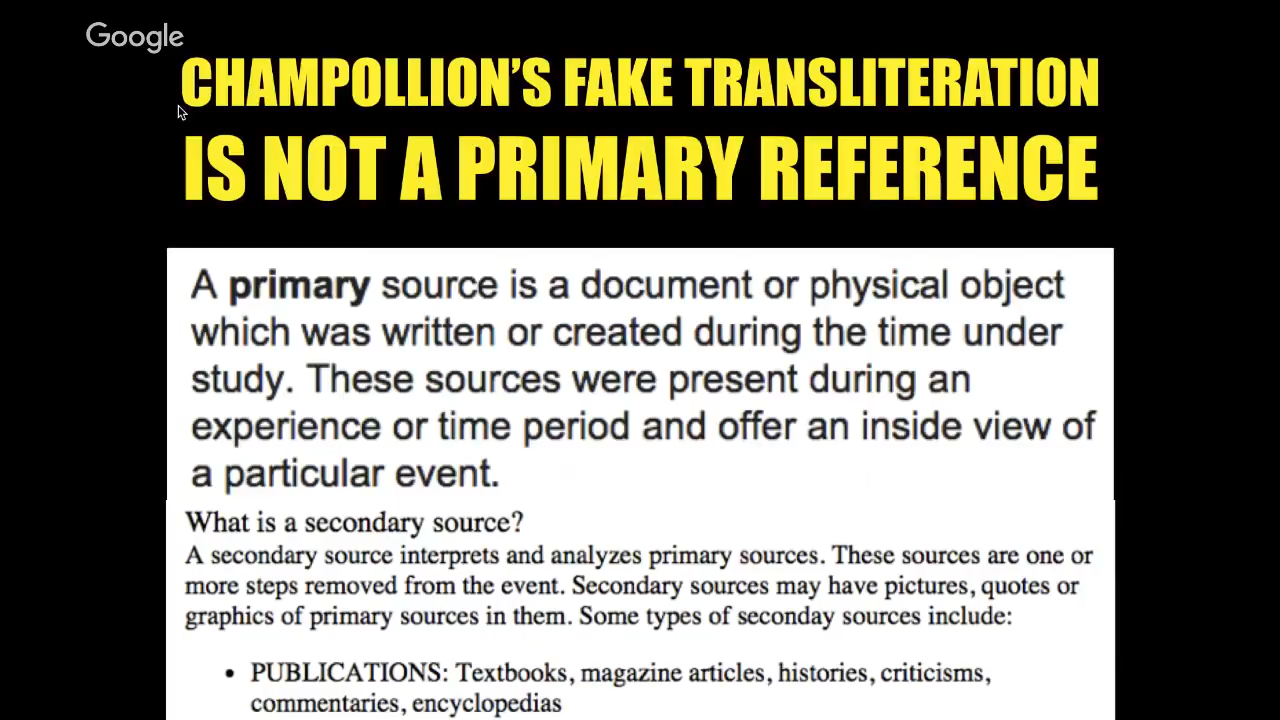 Google
CHAMPOLLION'S FAKE TRANSLITERATION
IS NOT A PRIMARY REFERENCE
A primary source is a document or physical object
which was written or created during the time under
study. These sources were present during an
experience or time period and offer an inside view of
a particular event.
What is a secondary source?
A secondary source interprets and analyzes primary sources. These sources are one or
more steps removed from the event. Secondary sources may have pictures, quotes or
graphics of primary sources in them. Some types of seconday sources include:
• PUBLICATIONS: Textbooks, magazine articles, histories, criticisms,
commentaries, encyclopedias